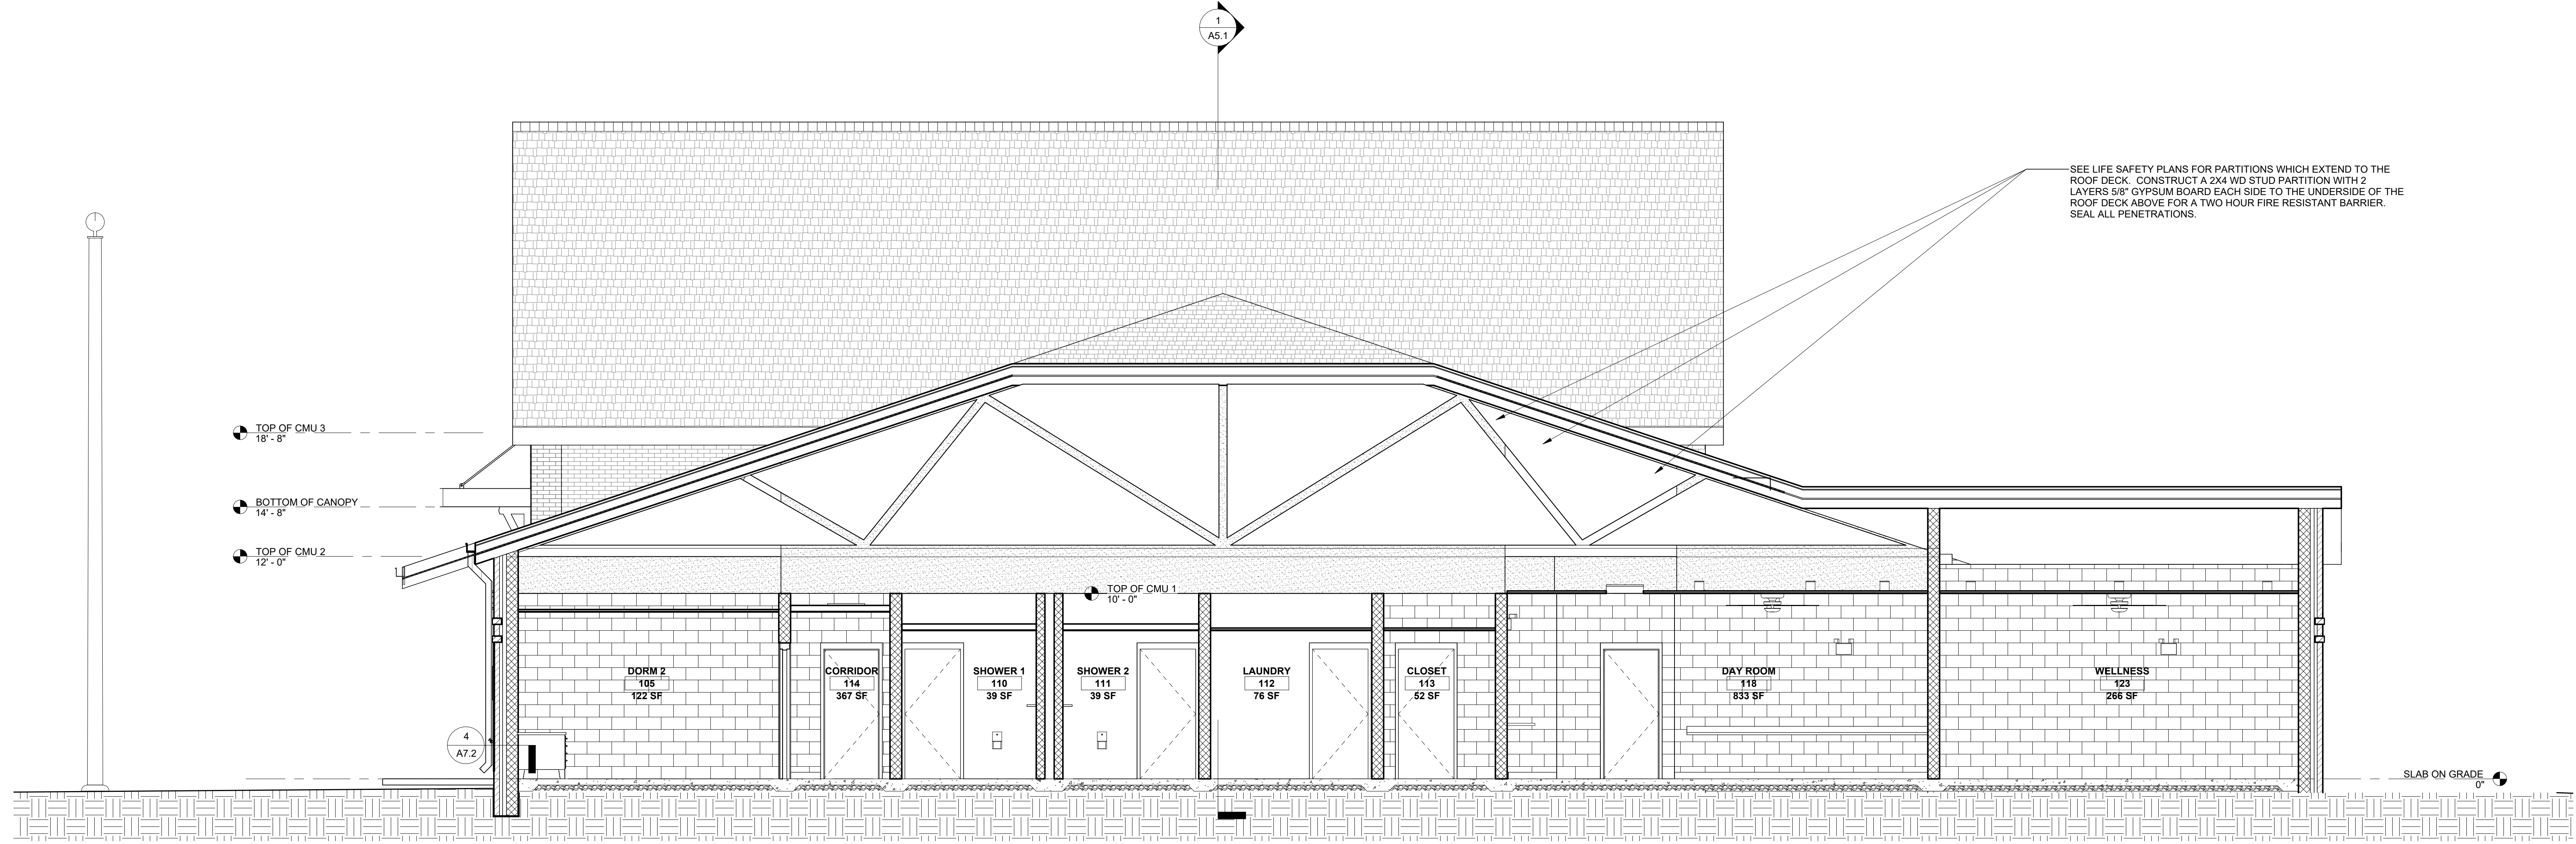 1
A5.1
SEE LIFE SAFETY PLANS FOR PARTITIONS WHICH EXTEND TO THE
ROOF DECK. CONSTRUCT A 2X4 WD STUD PARTITION WITH 2
LAYERS 5/8" GYPSUM BOARD EACH SIDE TO THE UNDERSIDE OF THE
ROOF DECK ABOVE FOR A TWO HOUR FIRE RESISTANT BARRIER.
SEAL ALL PENETRATIONS.
TOP OF CMU 3
18' - 8"
BOTTOM OF CANOPY
14' - 8"
TOP OF CMU 2
12' - 0"
TOP OF CMU 1
10' - 0"
DORM 2
105
122 SF
CORRIDOR
114
367 SF
SHOWER 1
110
39 SF
SHOWER 2
111
39 SF
LAUNDRY
112
76 SF
CLOSET
113
52 SF
DAY ROOM
118
833 SF
WELLNESS
123
266 SF
4
A7.2
SLAB ON GRADE
0"